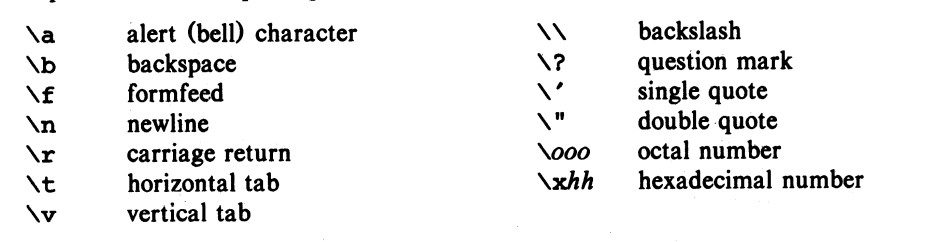 \a alert (bell) character
\b backspace
\f formfeed
\n newline
\r carriage return
\t horizontal tab
\v vertical tab
\\ backslash
\? question mark
\' single quote
\" double quote
\ooo octal number
\xhh hexadecimal number